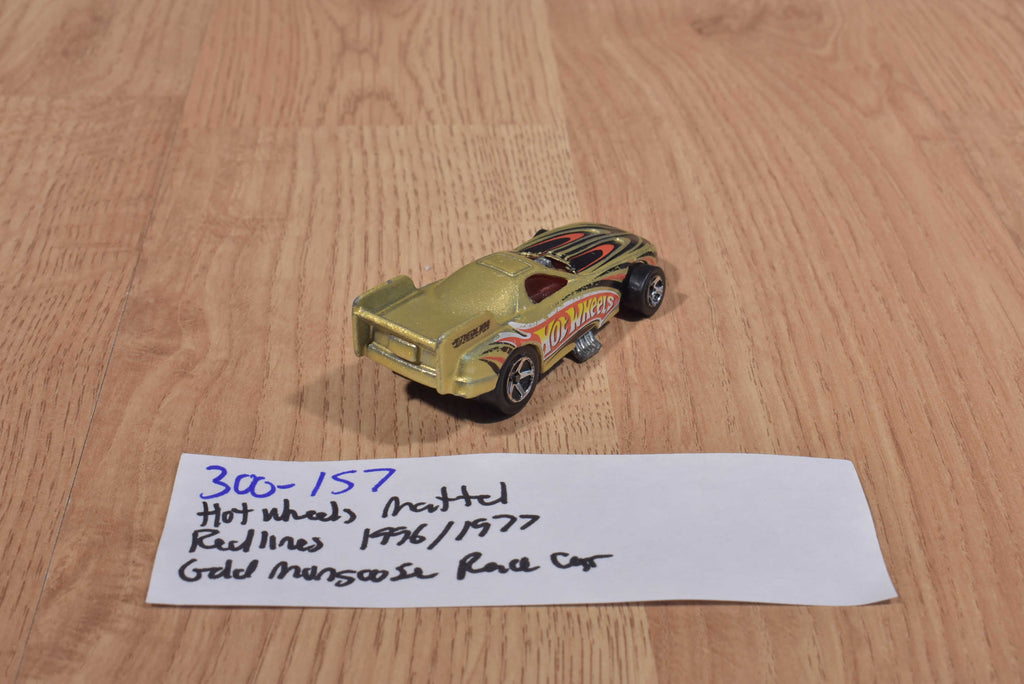 HOT WHEELS
300-157
Hot wheels Mattel
Redlines 1996/1977
Gold Mongoose Race Car